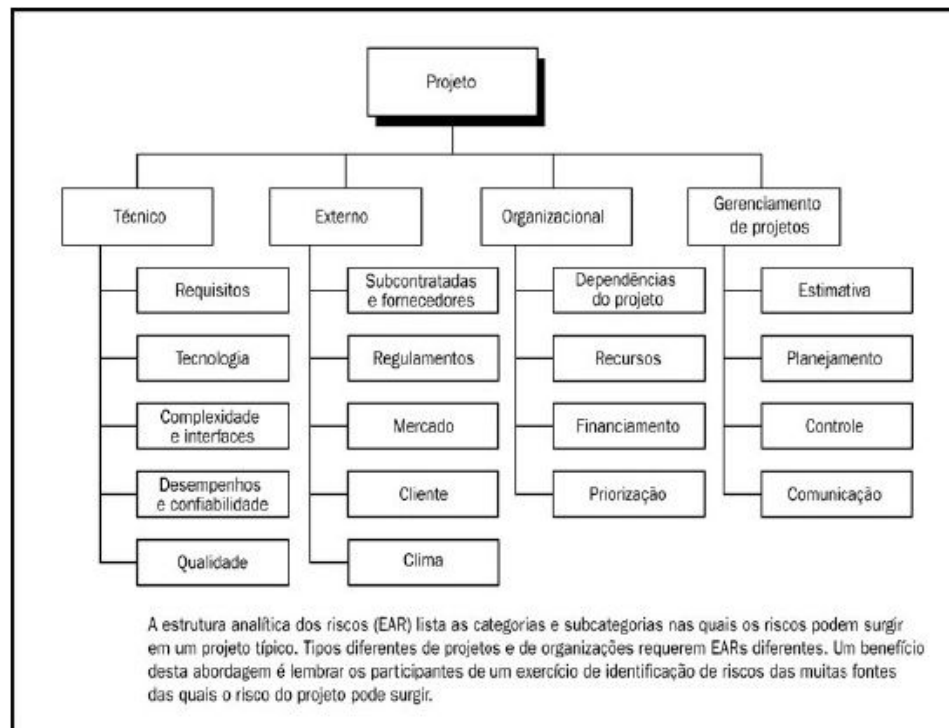 Projeto
Técnico
Externo
Organizacional
Gerenciamento
de projetos
Requisitos
Tecnologia
Complexidade
e interfaces
Desempenhos
e confiabilidade
Qualidade
Subcontratadas
e fornecedores
Regulamentos
Mercado
Cliente
Clima
Dependências
do projeto
Recursos
Financiamento
Priorização
Estimativa
Planejamento
Controle
Comunicação
A estrutura analítica dos riscos (EAR) lista as categorias e subcategorias nas quais os riscos podem surgir
em um projeto típico. Tipos diferentes de projetos e de organizações requerem EARs diferentes. Um benefício
desta abordagem é lembrar os participantes de um exercício de identificação de riscos das muitas fontes
das quais o risco do projeto pode surgir.